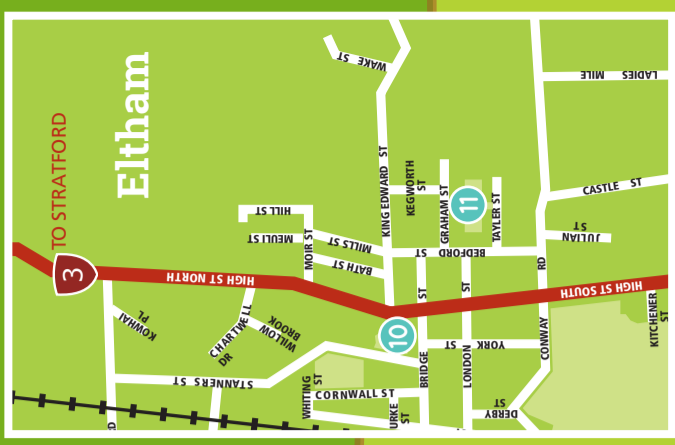 Eltham
TO STRATFORD
3
WAKE ST
LADIES MILE
KING EDWARD ST
KEGWORTH
ST
GRAHAM ST
11
TAYLER ST
CASTLE ST
JULIAN
ST
HILL ST
MEULI ST
MOIR ST
MILLS ST
BATH ST
BEDFORD ST
HIGH ST NORTH
HIGH ST SOUTH
KOWHAI
PL
CHARTWELL
DR
WILLOW
BROOK
10
BRIDGE ST
LONDON ST
YORK ST
CONWAY RD
KITCHENER
ST
STANNERS ST
WHITING
ST
CORNWALL ST
URKE
ST
DERBY
ST
D